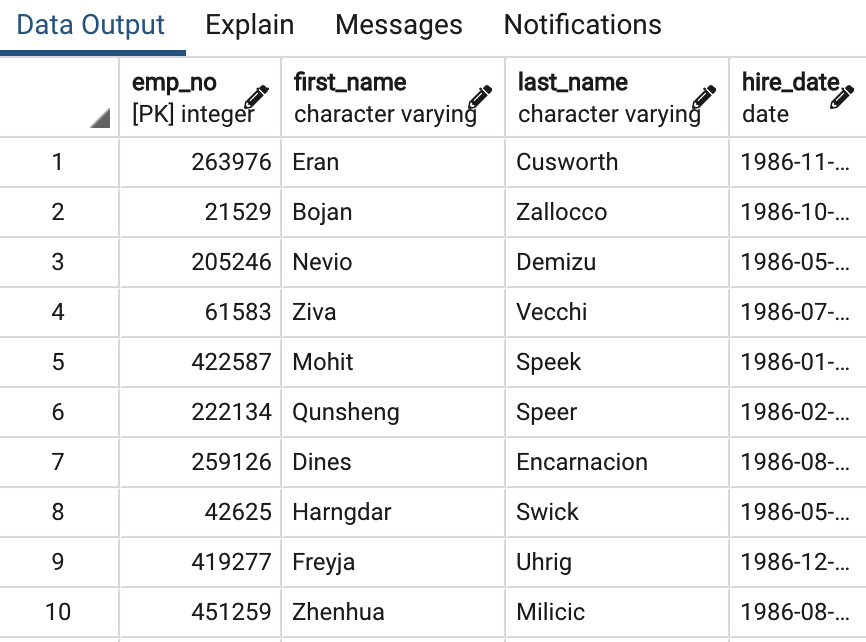 Data Output Explain Messages Notifications
emp_no first_name last_name hire_date
[PK] integer character varying character varying date
1 263976 Eran Cusworth 1986-11-...
2 21529 Bojan Zallocco 1986-10-...
3 205246 Nevio Demizu 1986-05-...
4 61583 Ziva Vecchi 1986-07-...
5 422587 Mohit Speek 1986-01-...
6 222134 Qunsheng Speer 1986-02-...
7 259126 Dines Encarnacion 1986-08-...
8 42625 Harngdar Swick 1986-05-...
9 419277 Freyja Uhrig 1986-12-...
10 451259 Zhenhua Milicic 1986-08-...